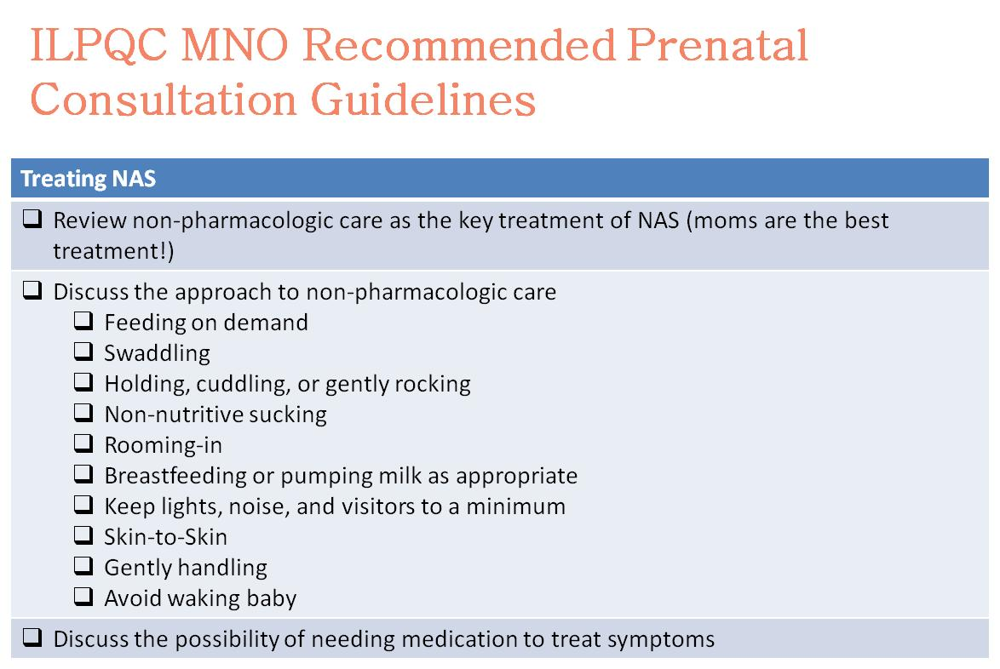 ILPQC MNO Recommended Prenatal
Consultation Guidelines
Treating NAS
Review non-pharmacologic care as the key treatment of NAS (moms are the best
treatment!)
Discuss the approach to non-pharmacologic care
Feeding on demand
Swaddling
Holding, cuddling, or gently rocking
Non-nutritive sucking
Rooming-in
Breastfeeding or pumping milk as appropriate
Keep lights, noise, and visitors to a minimum
Skin-to-Skin
Gently handling
Avoid waking baby
Discuss the possibility of needing medication to treat symptoms